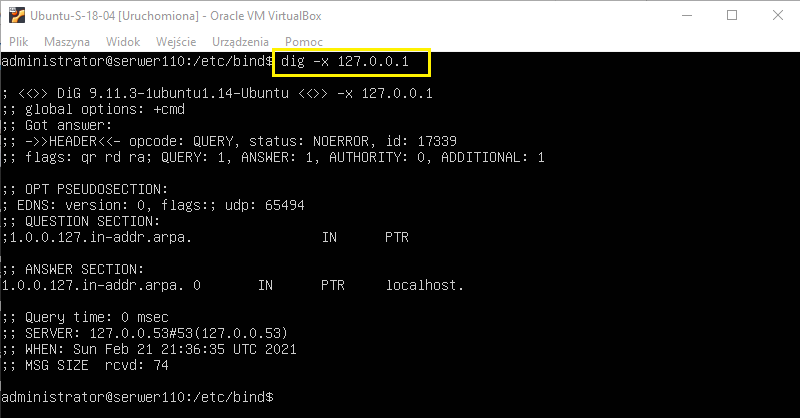 Ubuntu-S-18-04 [Uruchomiona] - Oracle VM VirtualBox
Plik Maszyna Widok Wejście Urządzenia Pomoc
administrator@serwer110:/etc/bind$ dig -x 127.0.0.1
; <<>> DiG 9.11.3-1ubuntu1.14-Ubuntu <<>> -x 127.0.0.1
;; global options: +cmd
;; Got answer:
;; ->>HEADER<<- opcode: QUERY, status: NOERROR, id: 17339
;; flags: qr rd ra; QUERY: 1, ANSWER: 1, AUTHORITY: 0, ADDITIONAL: 1
;; OPT PSEUDOSECTION:
; EDNS: version: 0, flags:; udp: 65494
;; QUESTION SECTION:
;1.0.0.127.in-addr.arpa. IN PTR
;; ANSWER SECTION:
1.0.0.127.in-addr.arpa. 0 IN PTR localhost.
;; Query time: 0 msec
;; SERVER: 127.0.0.53#53(127.0.0.53)
;; WHEN: Sun Feb 21 21:36:35 UTC 2021
;; MSG SIZE rcvd: 74
administrator@serwer110:/etc/bind$